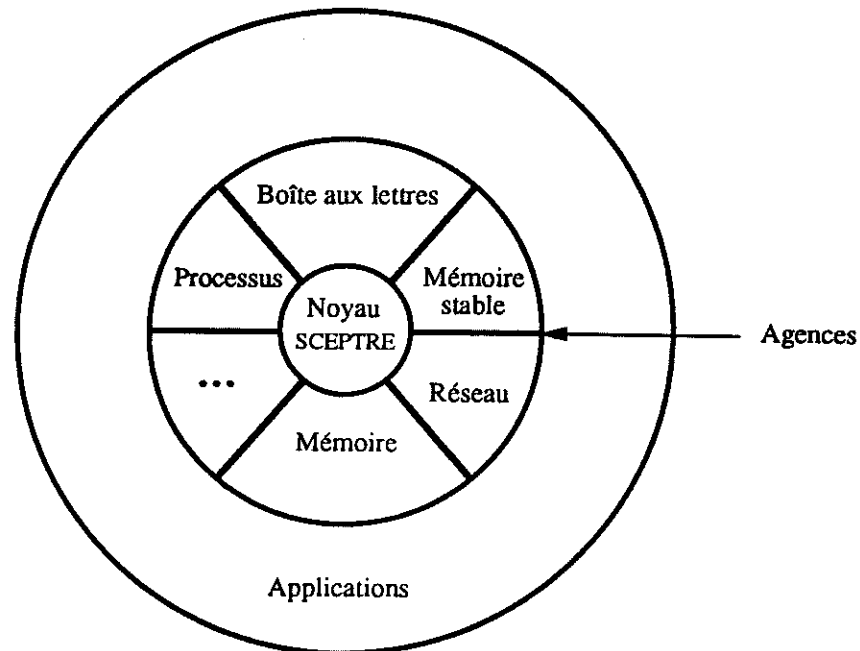 Boîte aux lettres
Processus
Mémoire
stable
Noyau
SCEPTRE
Agences
...
Réseau
Mémoire
Applications